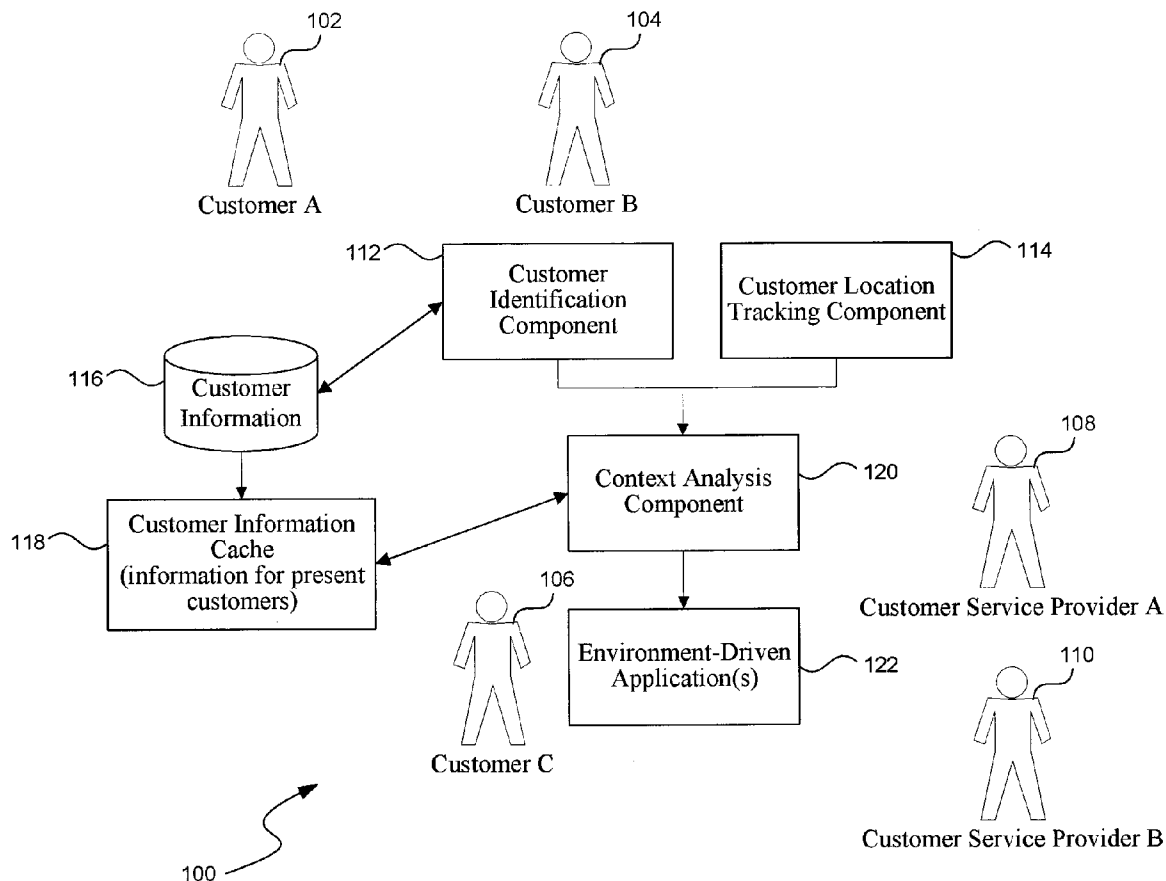 102
104
Customer A
Customer B
112
Customer
Identification
Component
Customer Location
Tracking Component
114
116
Customer
Information
108
Context Analysis
Component
120
118
Customer Information
Cache
(information for present
customers)
106
Customer Service Provider A
Environment-Driven
Application(s)
122
110
Customer C
Customer Service Provider B
100